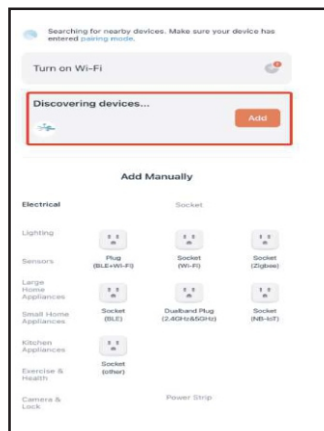 Searching for nearby devices. Make sure your device has
entered pairing mode.
Turn on Wi-Fi
Discovering devices...
Add
Add Manually
Electrical
Socket
Lighting
Sensors
Large
Home
Appliances
Small Home
Appliances
Kitchen
Appliances
Exercise &
Health
Camera &
Lock
Plug
(BLE+Wi-Fi)
Socket
(Wi-Fi)
Socket
(Zigbee)
Socket
(BLE)
Dualband Plug
(2.4GHz&5GHz)
Socket
(NB-IoT)
Socket
(other)
Power Strip